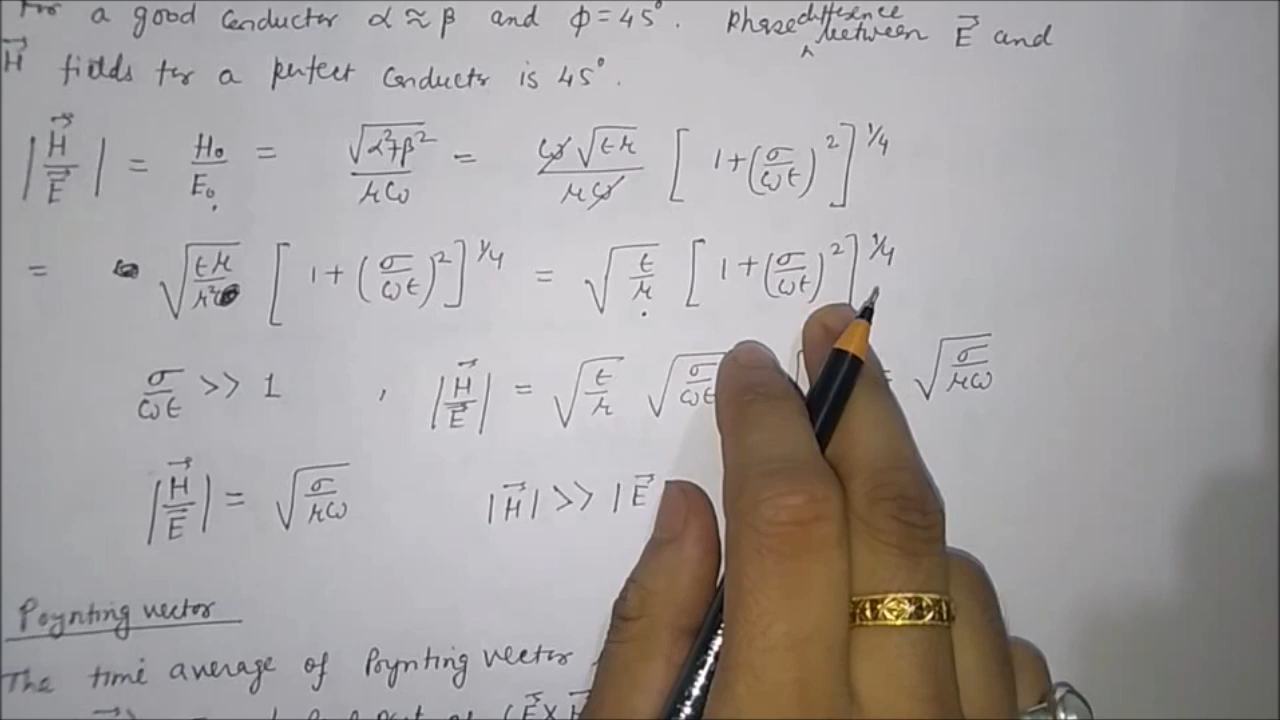 For a good conductor α ≈ β and φ = 45°. Phase difference between E⃗ and
H⃗ fields for a perfect conductor is 45°.
|H⃗/E⃗| = H₀/E₀ = √(α²+β²)/μω = ω√(εμ)/μω [1+(σ/ωε)²]^1/4
= √(εμ/μ²) [1+(σ/ωε)²]^1/4 = √(ε/μ) [1+(σ/ωε)²]^1/4
σ/ωε >> 1 , |H⃗/E⃗| = √(ε/μ) √(σ/ωε) = √(σ/μω)
|H⃗/E⃗| = √(σ/μω) |H⃗| >> |E⃗
Poynting vector
The time average of Poynting vector
(E⃗×H⃗